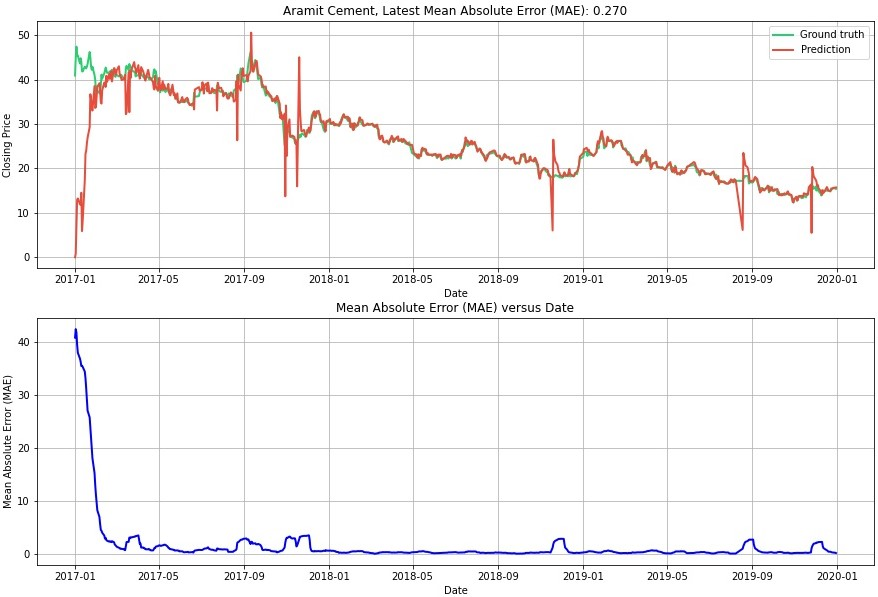 Aramit Cement, Latest Mean Absolute Error (MAE): 0.270
Ground truth
Prediction
Closing Price
50
40
30
20
10
0
2017-01 2017-05 2017-09 2018-01 2018-05 2018-09 2019-01 2019-05 2019-09 2020-01
Date
Mean Absolute Error (MAE) versus Date
Mean Absolute Error (MAE)
40
30
20
10
0
2017-01 2017-05 2017-09 2018-01 2018-05 2018-09 2019-01 2019-05 2019-09 2020-01
Date